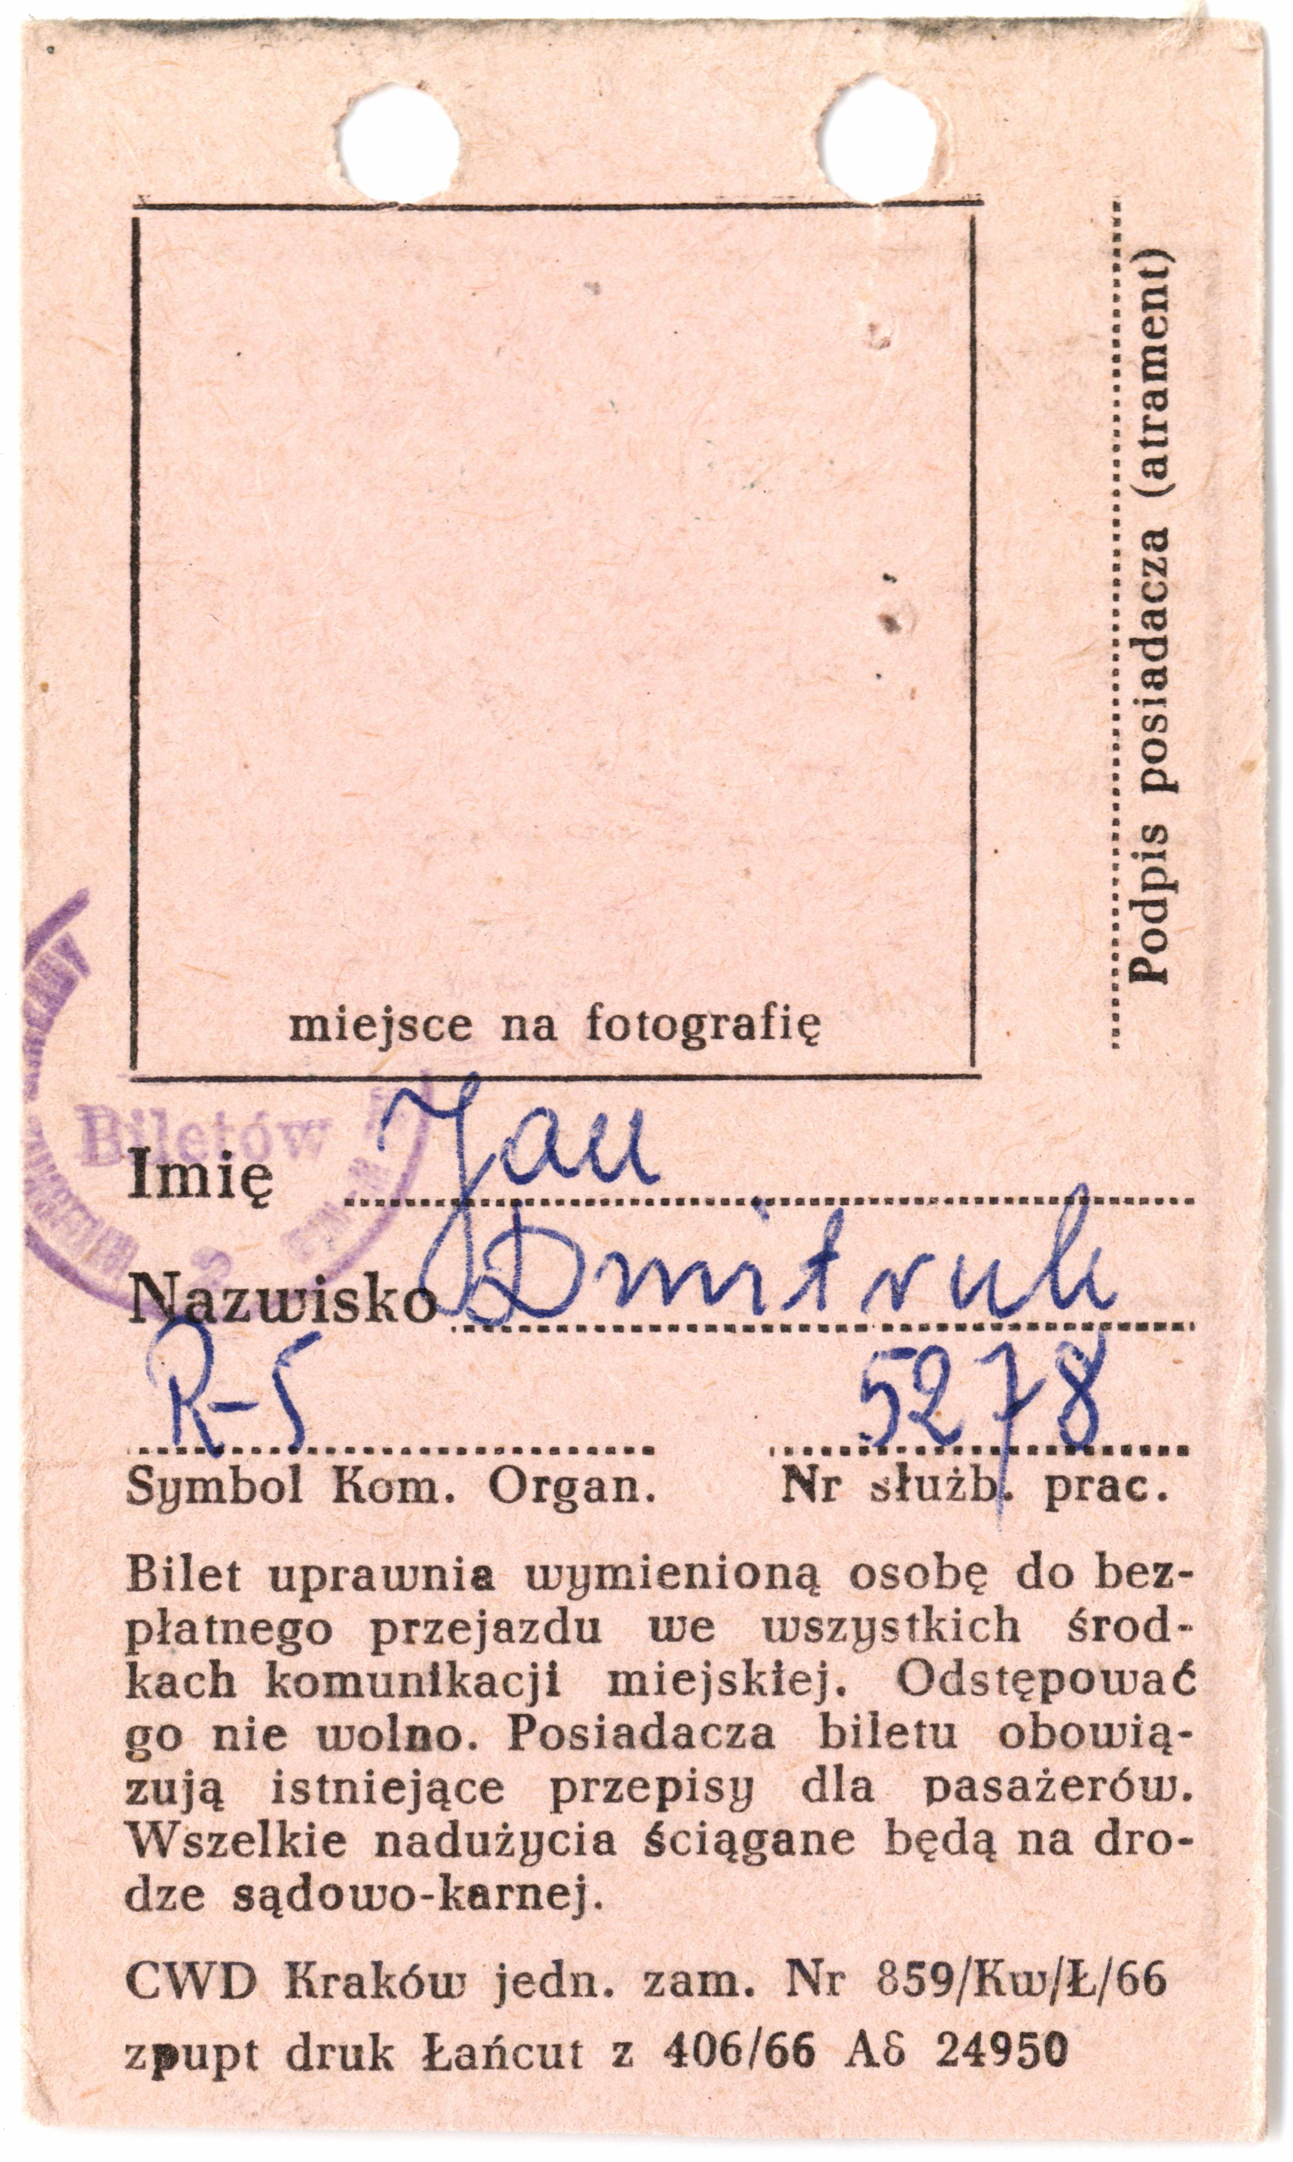 Podpis posiadacza (atrament)
miejsce na fotografię
Biletów
Imię Jan
Nazwisko Dmitruk
R-5 5278
Symbol Kom. Organ. Nr służb. prac.
Bilet uprawnia wymienioną osobę do bez-
płatnego przejazdu we wszystkich środ-
kach komunikacji miejskiej. Odstępować
go nie wolno. Posiadacza biletu obowią-
zują istniejące przepisy dla pasażerów.
Wszelkie nadużycia ściągane będą na dro-
dze sądowo-karnej.
CWD Kraków jedn. zam. Nr 859/Kw/Ł/66
zpupt druk Łańcut z 406/66 A6 24950